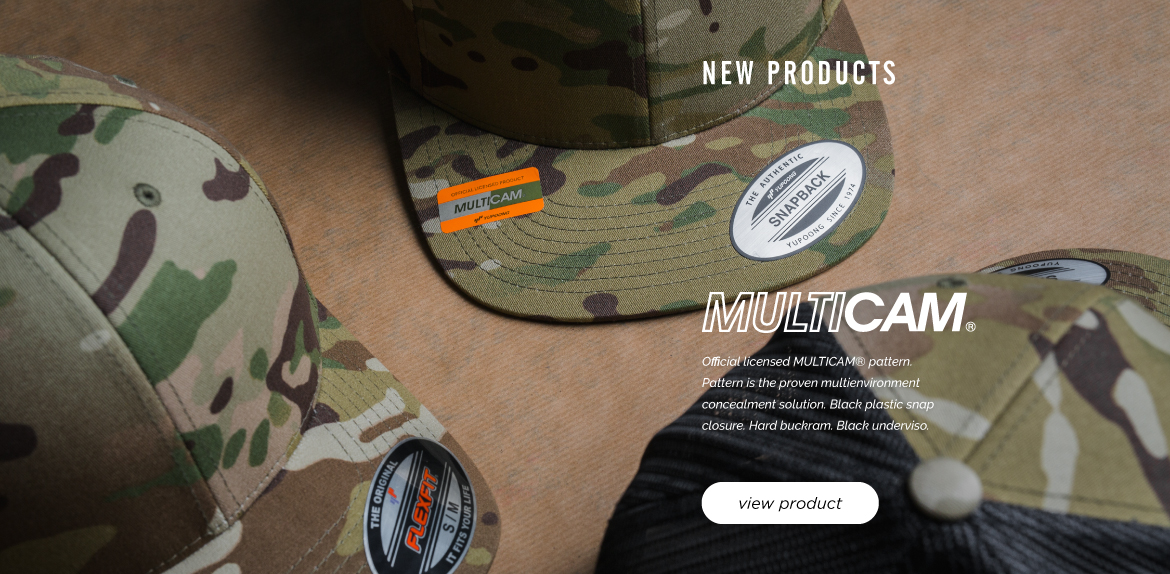 NEW PRODUCTS
OFFICIAL LICENSED PRODUCT
MULTICAM
YUPOONG
THE AUTHENTIC
YUPOONG
SNAPBACK
YUPOONG SINCE 1974
YUPOONG
MULTICAM®
Official licensed MULTICAM® pattern.
Pattern is the proven multienvironment
concealment solution. Black plastic snap
closure. Hard buckram. Black underviso.
THE ORIGINAL
FLEXFIT
S/M
IT FITS YOUR LIFE
view product